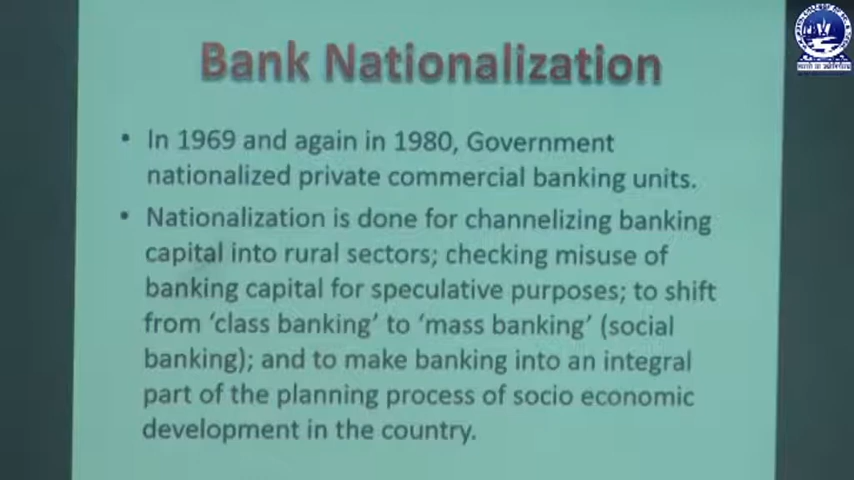 Bank Nationalization
• In 1969 and again in 1980, Government
nationalized private commercial banking units.
• Nationalization is done for channelizing banking
capital into rural sectors; checking misuse of
banking capital for speculative purposes; to shift
from ‘class banking’ to ‘mass banking’ (social
banking); and to make banking into an integral
part of the planning process of socio economic
development in the country.